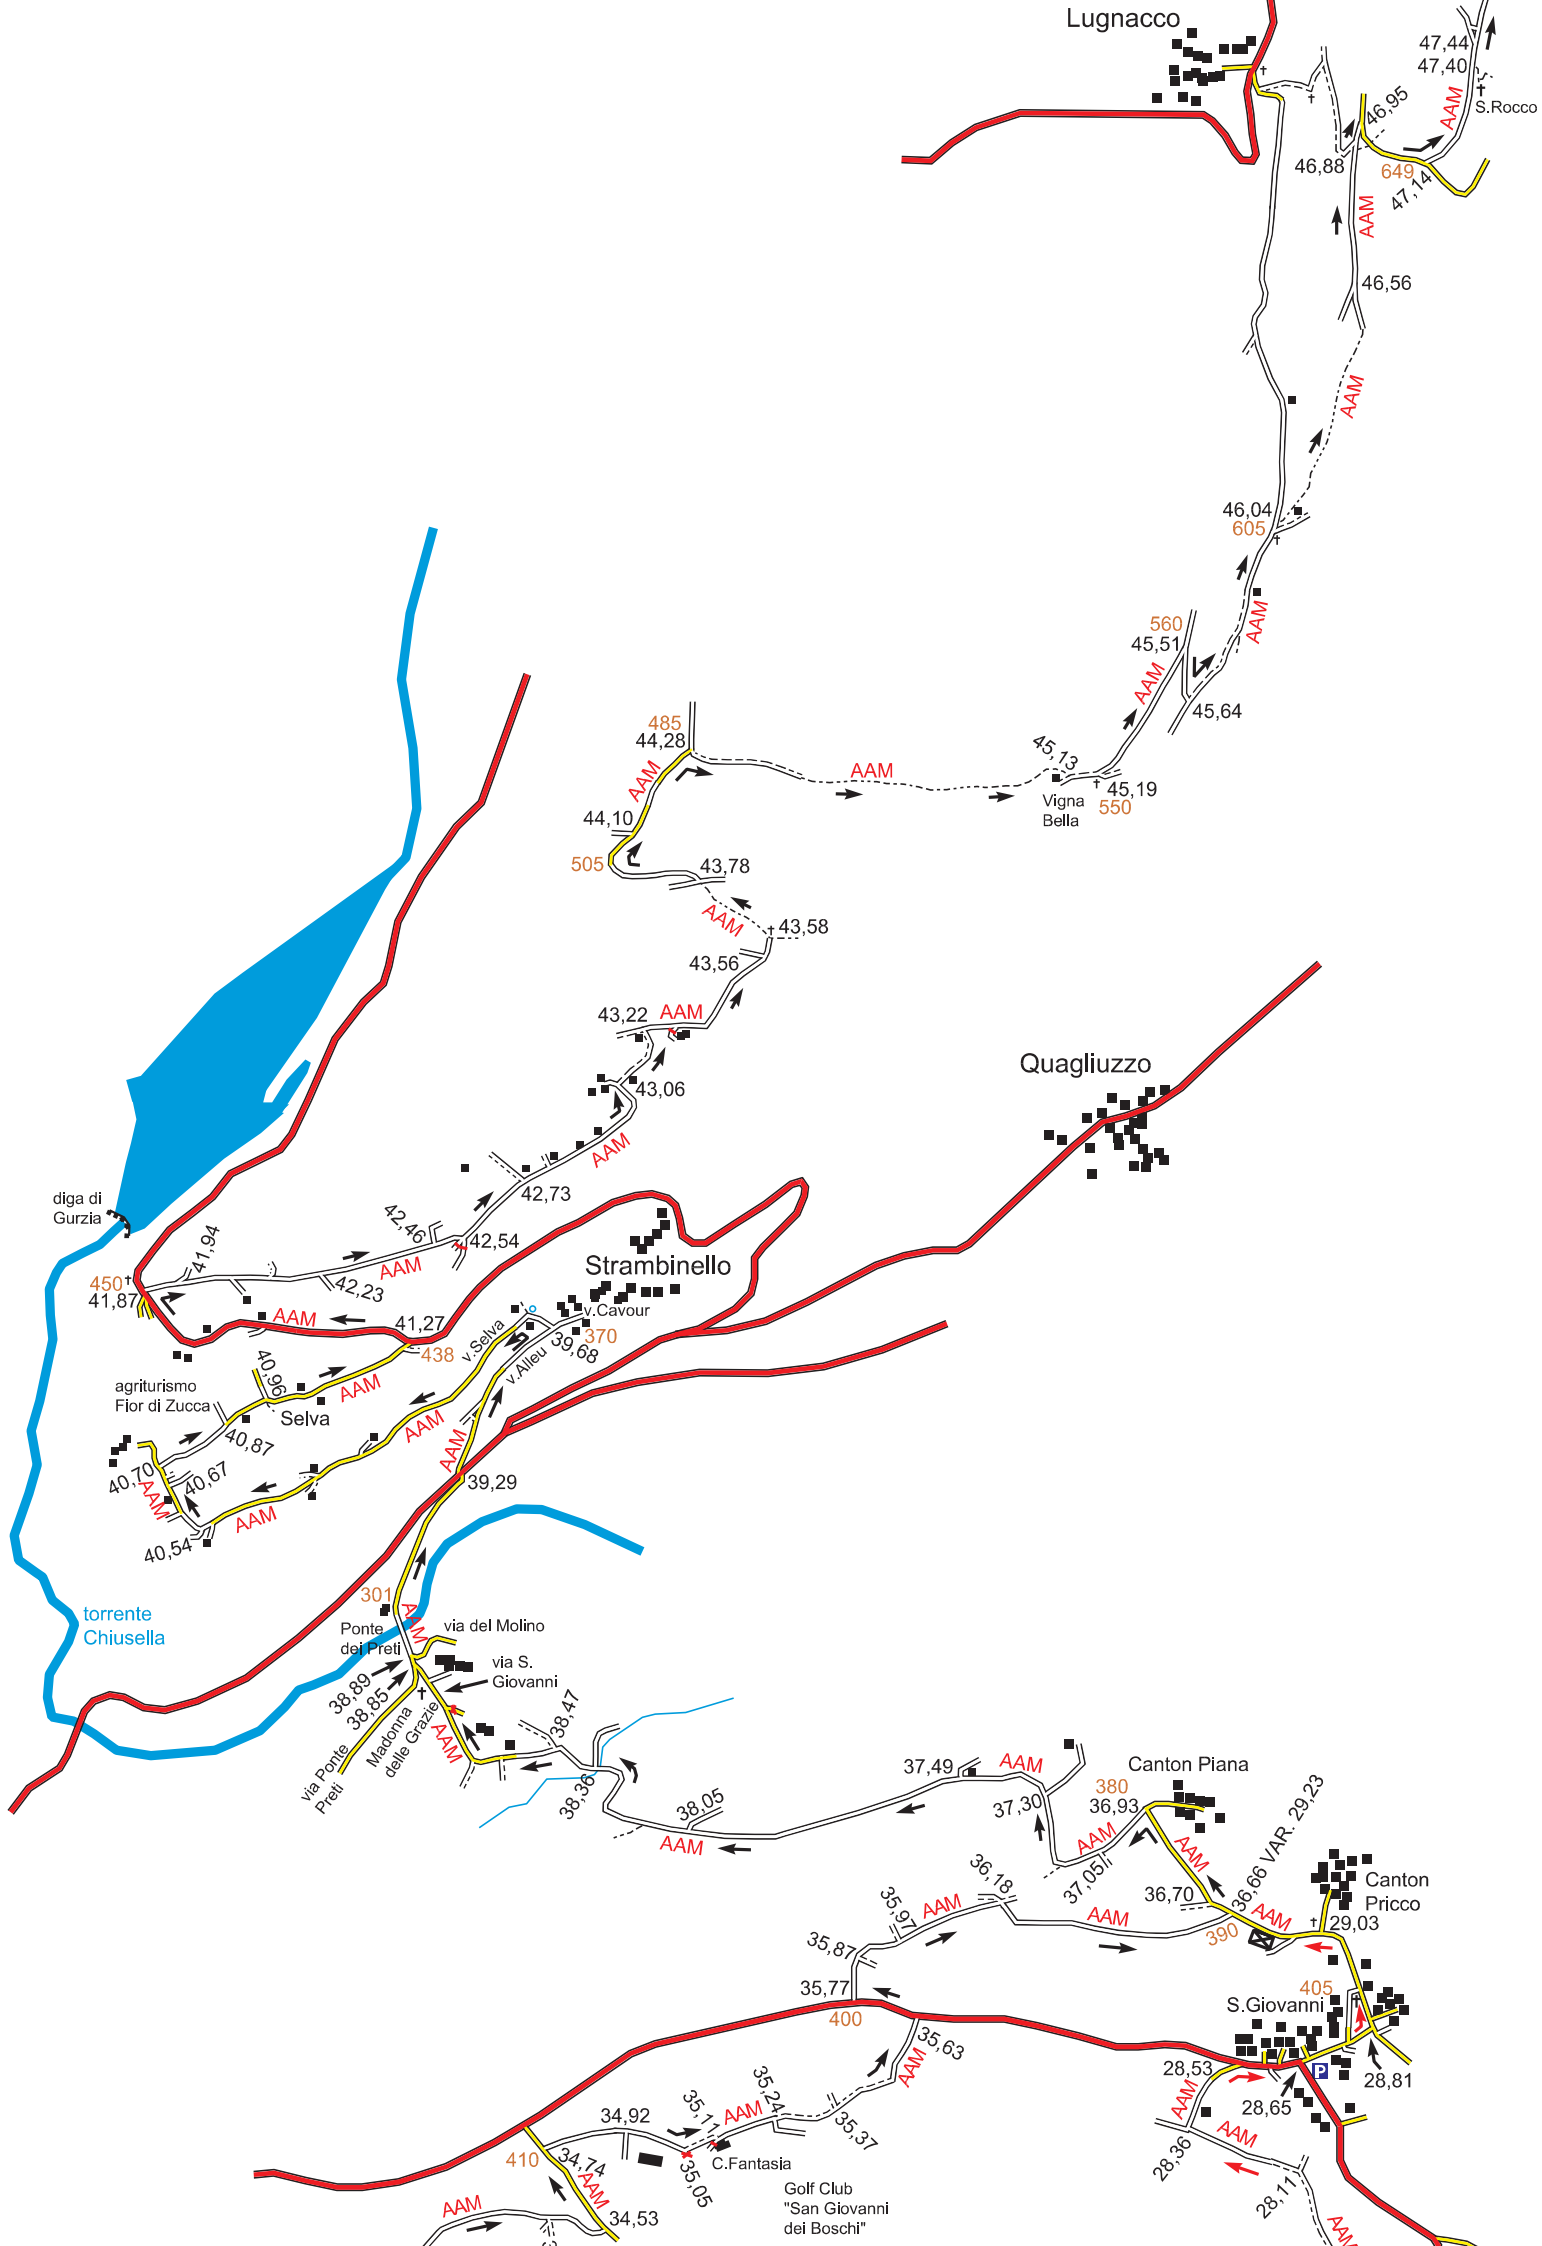 Lugnacco
47,44
47,40
AAM
S.Rocco
46,95
46,88
649
47,14
AAM
46,56
AAM
46,04
605
AAM
560
45,51
AAM
45,64
485
44,28
AAM
AAM
45,13
45,19
550
Vigna
Bella
44,10
505
43,78
AAM
43,58
43,56
43,22
AAM
43,06
AAM
Quagliuzzo
diga di
Gurzia
42,73
42,46
42,54
41,94
AAM
42,23
450
41,87
Strambinello
v.Cavour
370
39,68
v.Selva
v.Alleu
AAM
41,27
438
40,96
AAM
agriturismo
Fior di Zucca
Selva
40,87
AAM
AAM
40,70
40,67
AAM
AAM
40,54
39,29
301
AAM
torrente
Chiusella
Ponte
dei Preti
via del Molino
via S.
Giovanni
38,89
38,85
Madonna
delle Grazie
AAM
via Ponte
Preti
38,47
38,36
38,05
AAM
37,49
AAM
37,30
Canton Piana
380
36,93
AAM
37,05
AAM
36,70
36,66 VAR. 29,23
390
AAM
Canton
Pricco
29,03
36,18
35,97
AAM
AAM
35,87
35,77
400
405
S.Giovanni
35,63
AAM
28,53
AAM
P
28,81
28,65
AAM
28,36
28,11
AAM
34,92
35,11
AAM
35,24
35,37
C.Fantasia
35,05
410
34,74
AAM
34,53
AAM
Golf Club
"San Giovanni
dei Boschi"